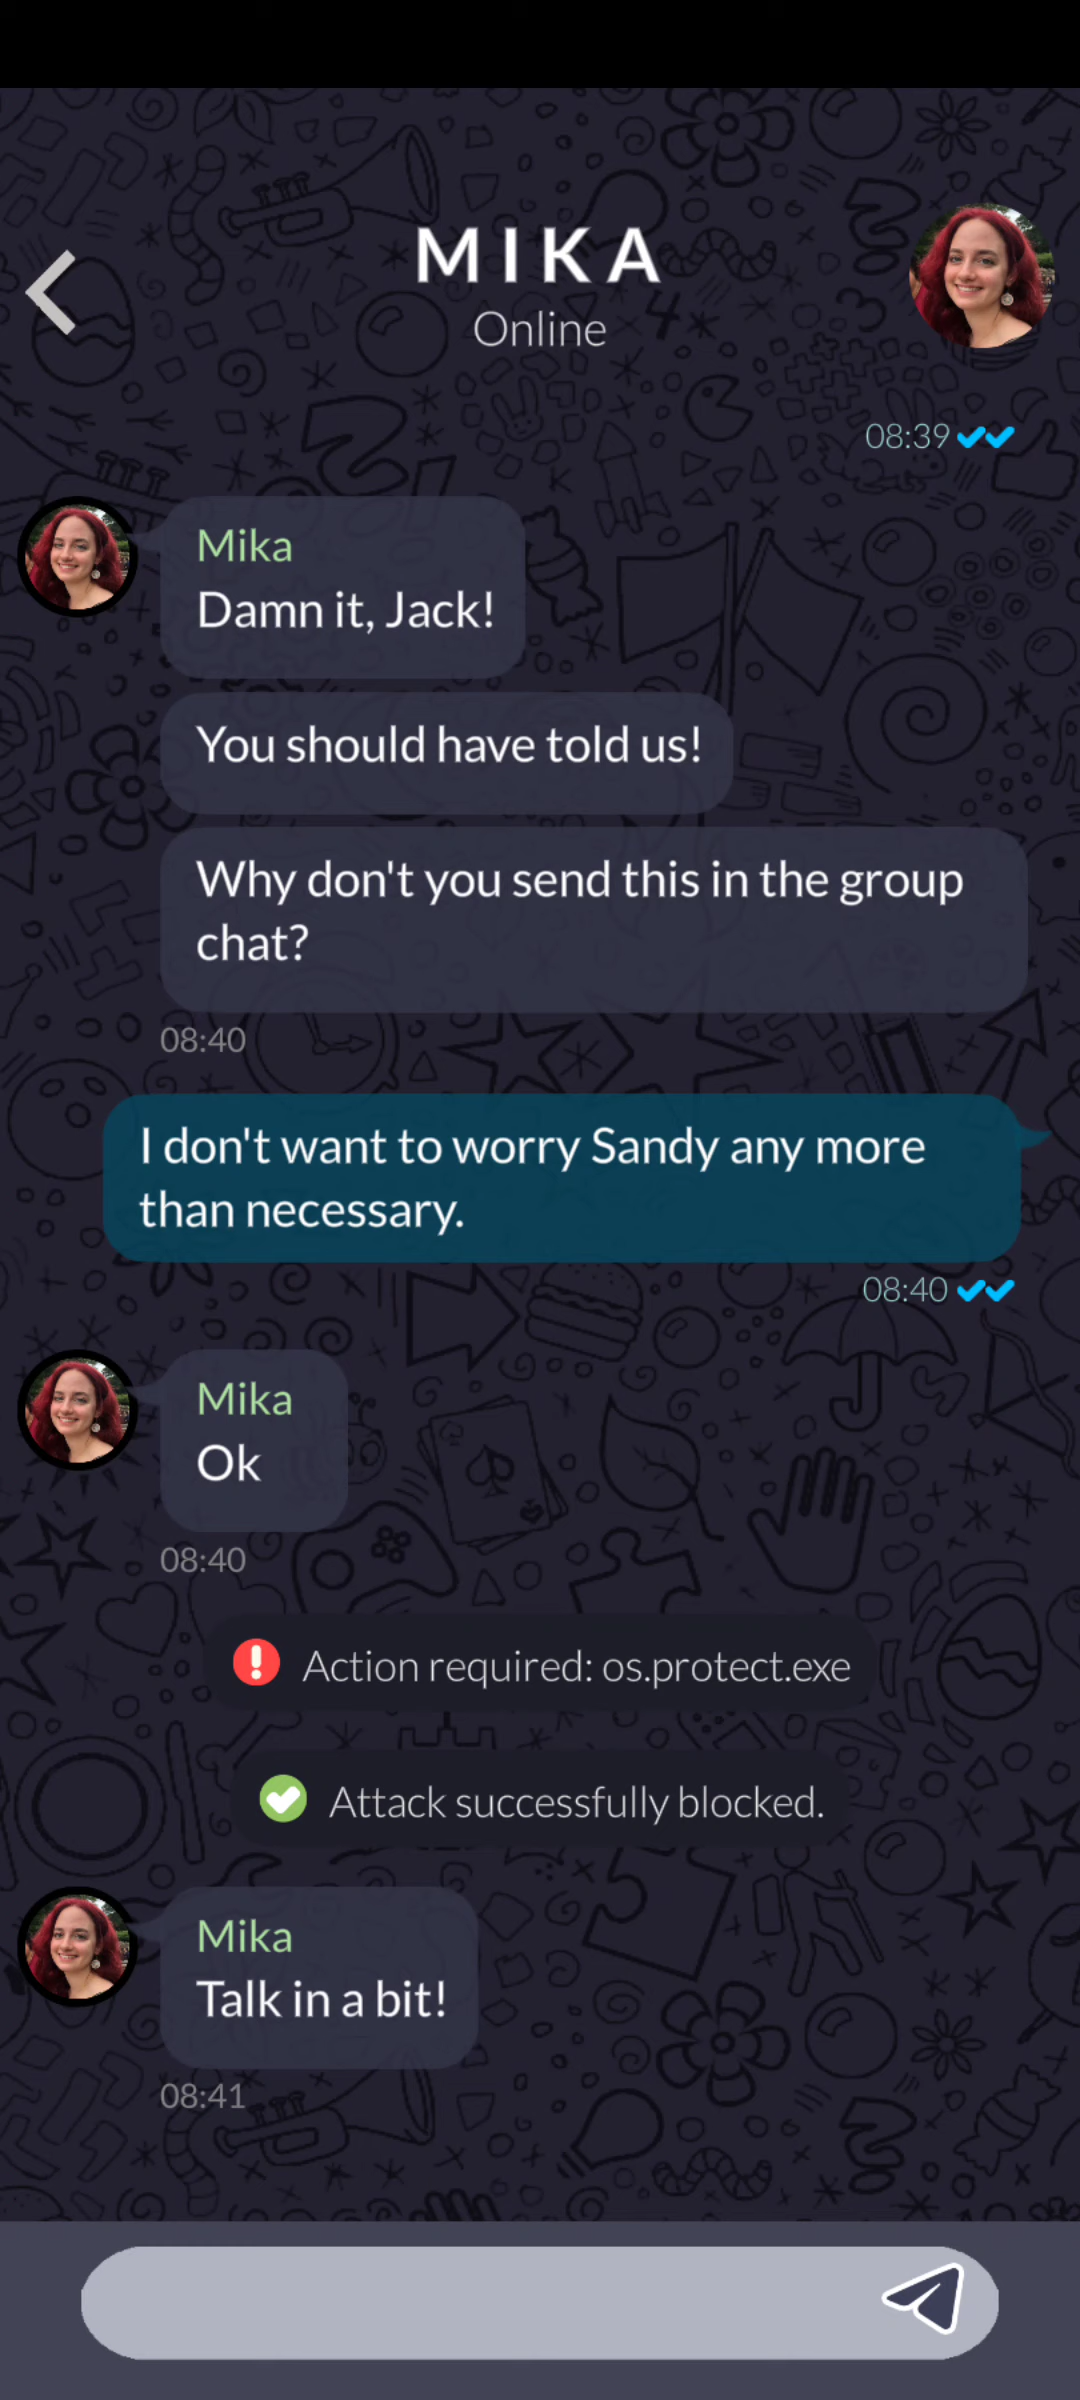 MIKA
Online
08:39
Mika
Damn it, Jack!
You should have told us!
Why don't you send this in the group
chat?
08:40
I don't want to worry Sandy any more
than necessary.
08:40
Mika
Ok
08:40
Action required: os.protect.exe
Attack successfully blocked.
Mika
Talk in a bit!
08:41